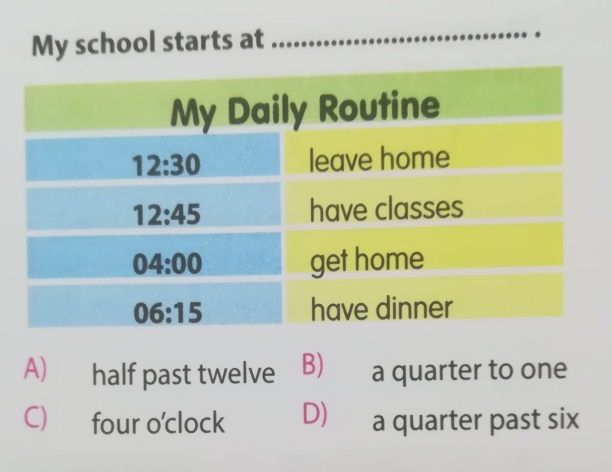 My school starts at .................................. .
My Daily Routine
12:30 leave home
12:45 have classes
04:00 get home
06:15 have dinner
A) half past twelve B) a quarter to one
C) four o'clock D) a quarter past six